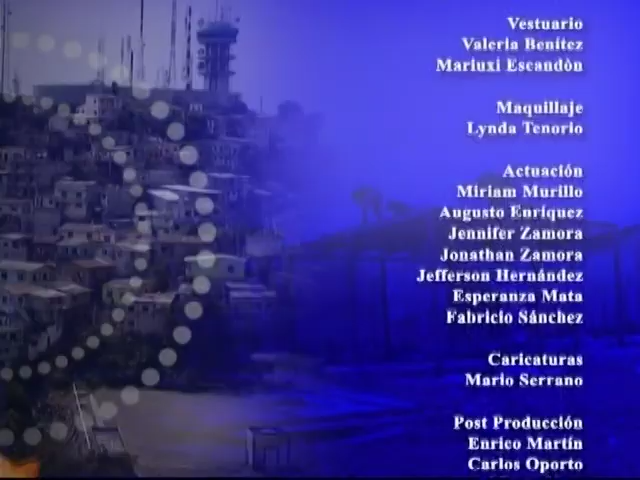 Vestuario
Valeria Benítez
Mariuxi Escandòn
Maquillaje
Lynda Tenorio
Actuación
Miriam Murillo
Augusto Enríquez
Jennifer Zamora
Jonathan Zamora
Jefferson Hernández
Esperanza Mata
Fabricio Sánchez
Caricaturas
Mario Serrano
Post Producción
Enrico Martín
Carlos Oporto